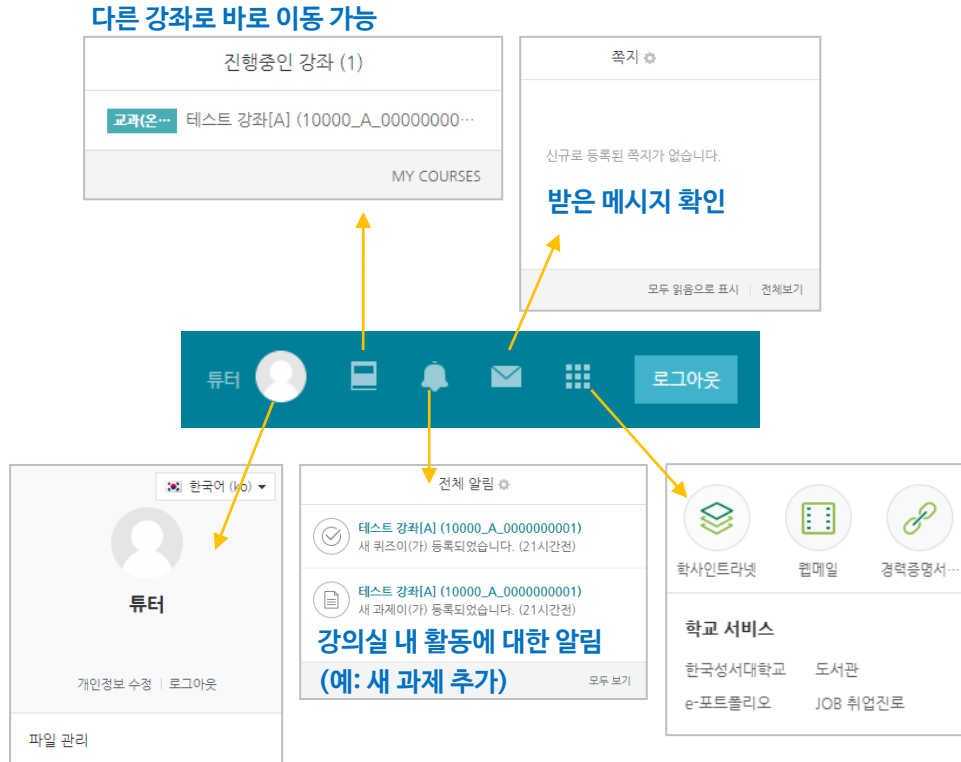 다른 강좌로 바로 이동 가능
진행중인 강좌 (1)
교과(온··· 테스트 강좌[A] (10000_A_00000000···
MY COURSES
쪽지
신규로 등록된 쪽지가 없습니다.
받은 메시지 확인
모두 읽음으로 표시 | 전체보기
튜터
로그아웃
한국어 (ko)
튜터
개인정보 수정 | 로그아웃
파일 관리
전체 알림
테스트 강좌[A] (10000_A_0000000001)
새 퀴즈이(가) 등록되었습니다. (21시간전)
테스트 강좌[A] (10000_A_0000000001)
새 과제이(가) 등록되었습니다. (21시간전)
강의실 내 활동에 대한 알림
(예: 새 과제 추가)
모두 보기
학사인트라넷 웹메일 경력증명서···
학교 서비스
한국성서대학교 도서관
e-포트폴리오 JOB 취업진로